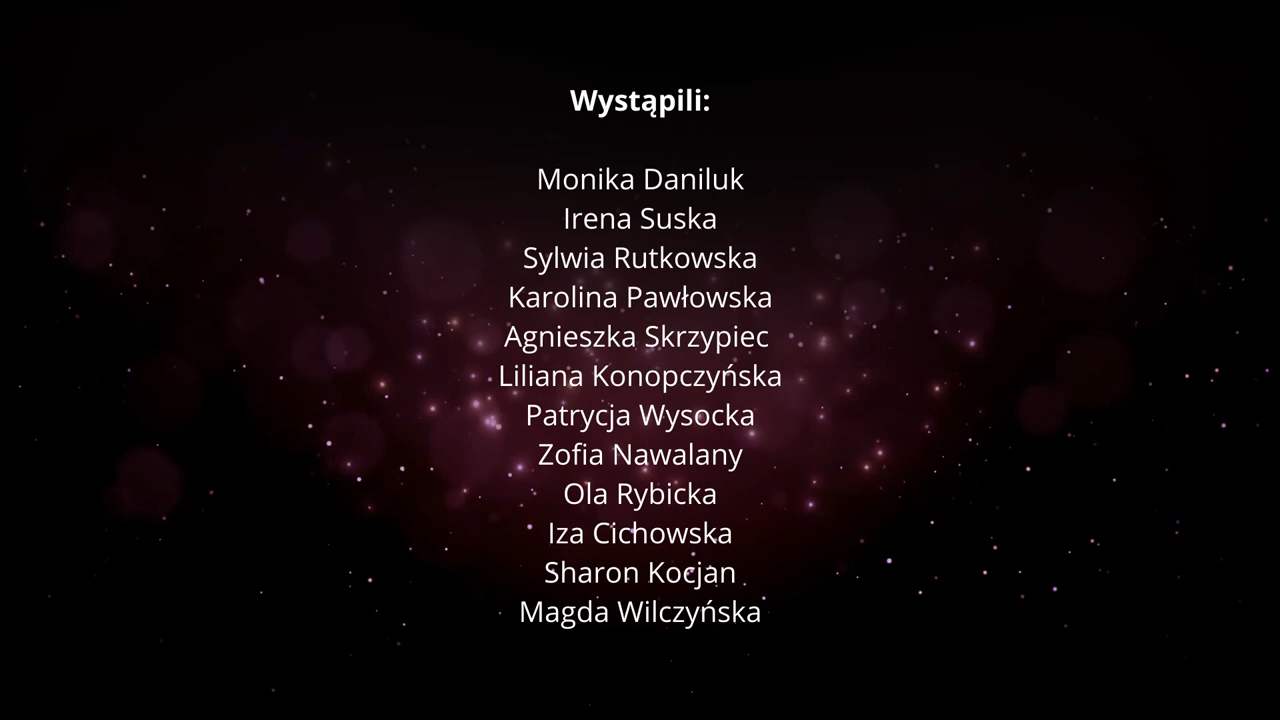 Wystąpili:
Monika Daniluk
Irena Suska
Sylwia Rutkowska
Karolina Pawłowska
Agnieszka Skrzypiec
Liliana Konopczyńska
Patrycja Wysocka
Zofia Nawalany
Ola Rybicka
Iza Cichowska
Sharon Kocjan
Magda Wilczyńska